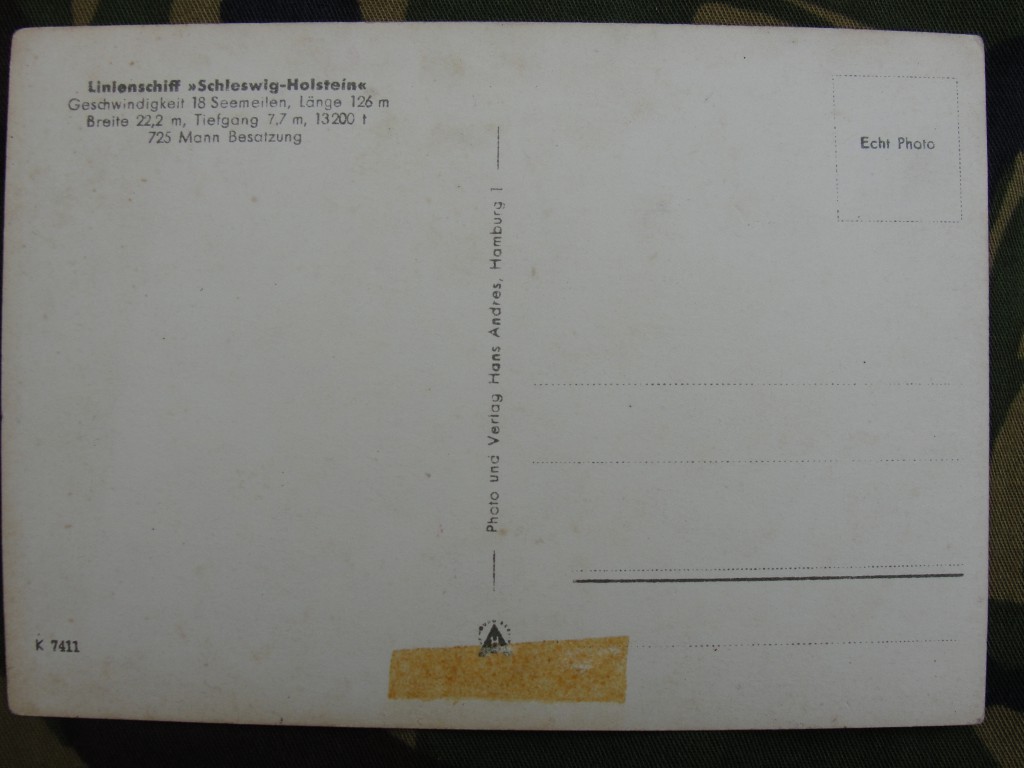 Linienschiff »Schleswig-Holstein«
Geschwindigkeit 18 Seemeilen, Länge 126 m
Breite 22,2 m, Tiefgang 7,7 m, 13200 t
725 Mann Besatzung
Echt Photo
Photo und Verlag Hans Andres, Hamburg 1
K 7411
H